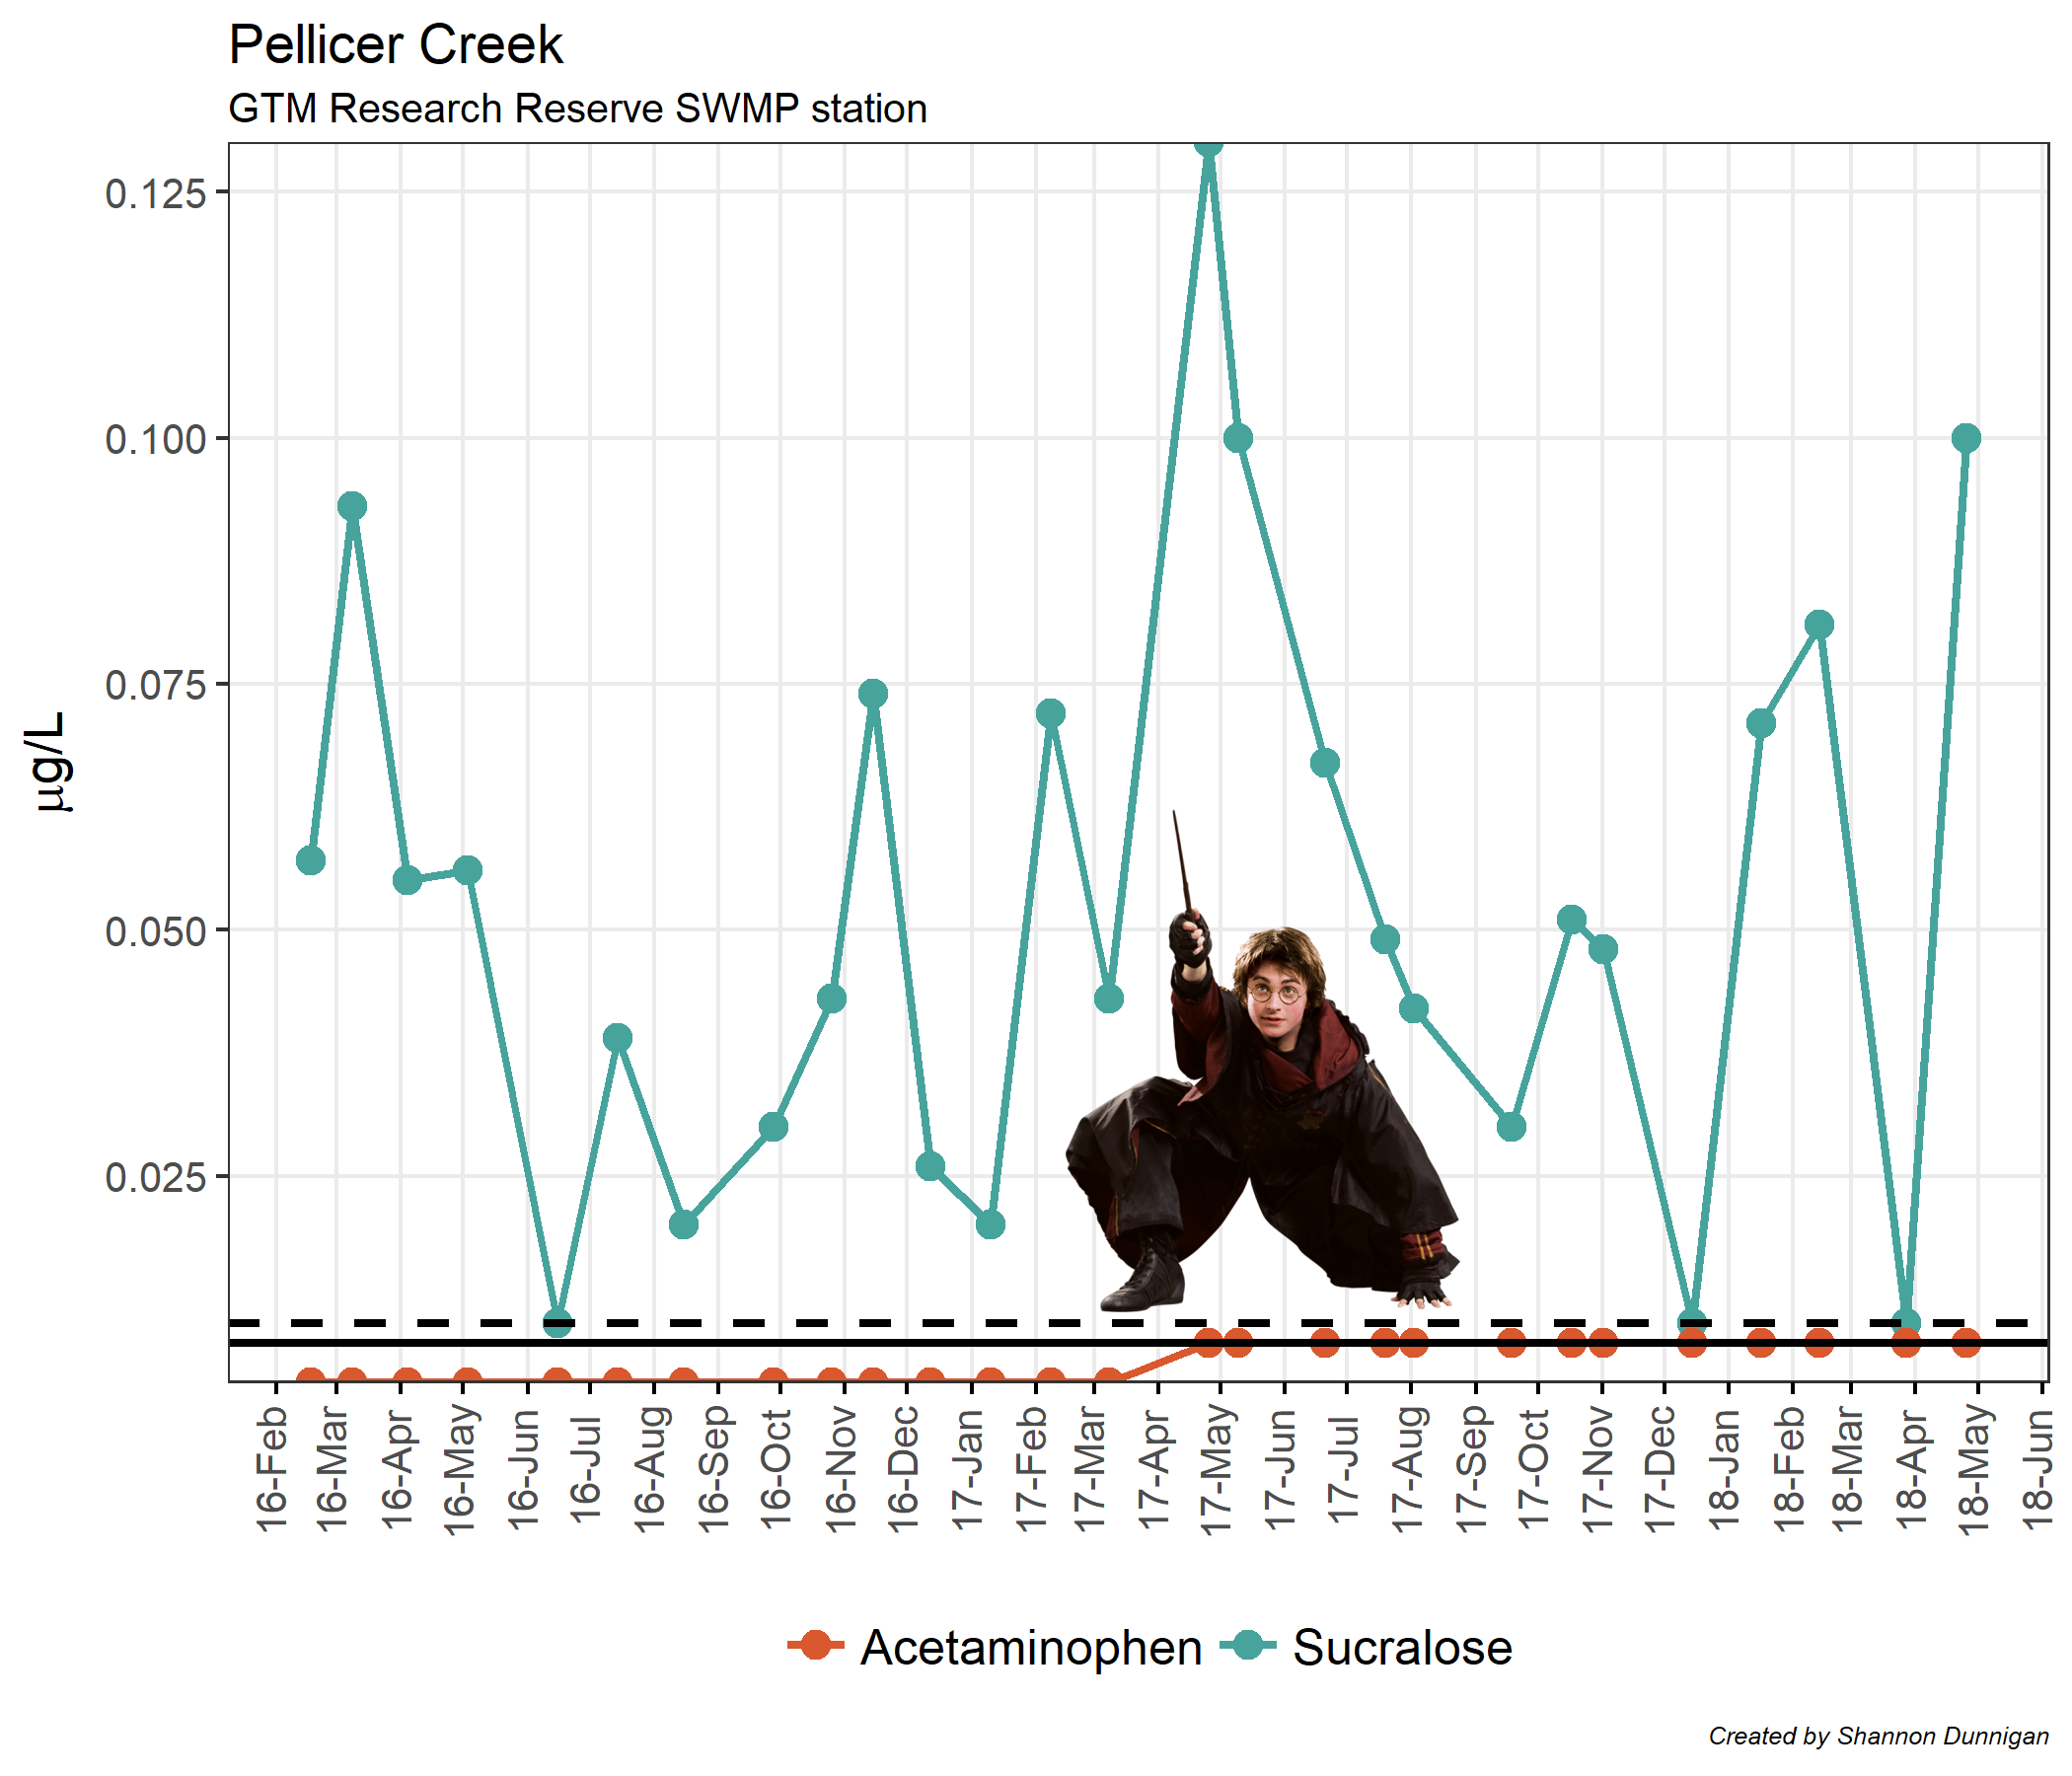 Pellicer Creek
GTM Research Reserve SWMP station
0.125
0.100
0.075
0.050
0.025
µg/L
16-Feb
16-Mar
16-Apr
16-May
16-Jun
16-Jul
16-Aug
16-Sep
16-Oct
16-Nov
16-Dec
17-Jan
17-Feb
17-Mar
17-Apr
17-May
17-Jun
17-Jul
17-Aug
17-Sep
17-Oct
17-Nov
17-Dec
18-Jan
18-Feb
18-Mar
18-Apr
18-May
18-Jun
Acetaminophen
Sucralose
Created by Shannon Dunnigan